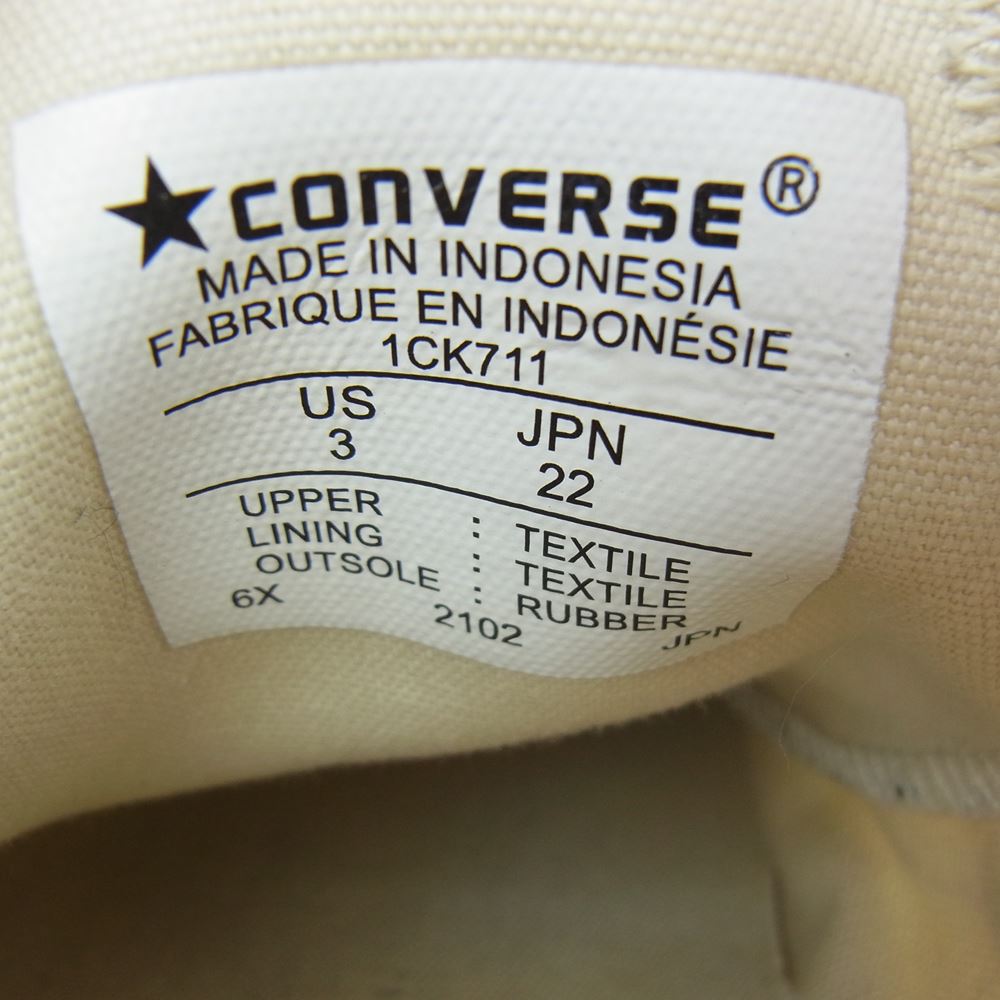 ★CONVERSE®
MADE IN INDONESIA
FABRIQUE EN INDONÉSIE
1CK711
US JPN
3 22
UPPER : TEXTILE
LINING : TEXTILE
OUTSOLE : RUBBER
6X 2102 JPN